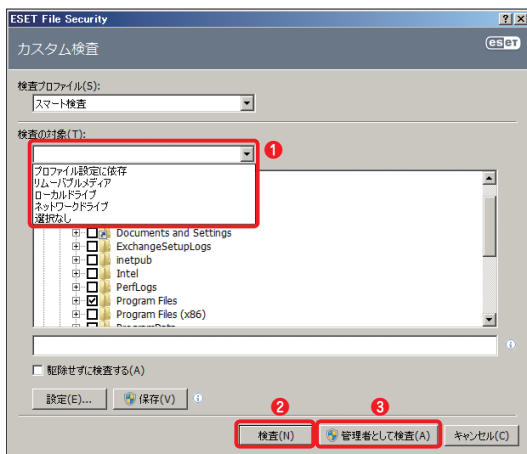 ESET File Security
カスタム検査
eset
検査プロファイル(S):
スマート検査
検査の対象(T):
1
プロファイル設定に依存
リムーバブルメディア
ローカルドライブ
ネットワークドライブ
選択なし
Documents and Settings
ExchangeSetupLogs
inetpub
Intel
PerfLogs
Program Files
Program Files (x86)
ProgramData
駆除せずに検査する(A)
設定(E)... 保存(V)
2 3
検査(N) 管理者として検査(A) キャンセル(C)